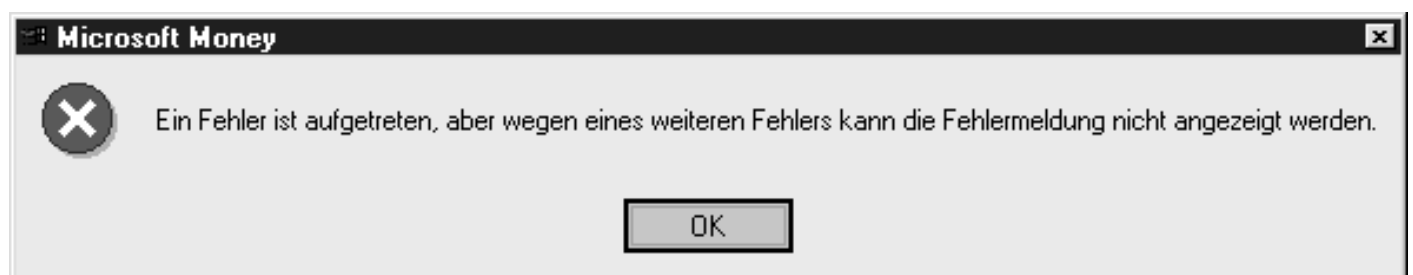 Microsoft Money
Ein Fehler ist aufgetreten, aber wegen eines weiteren Fehlers kann die Fehlermeldung nicht angezeigt werden.
OK